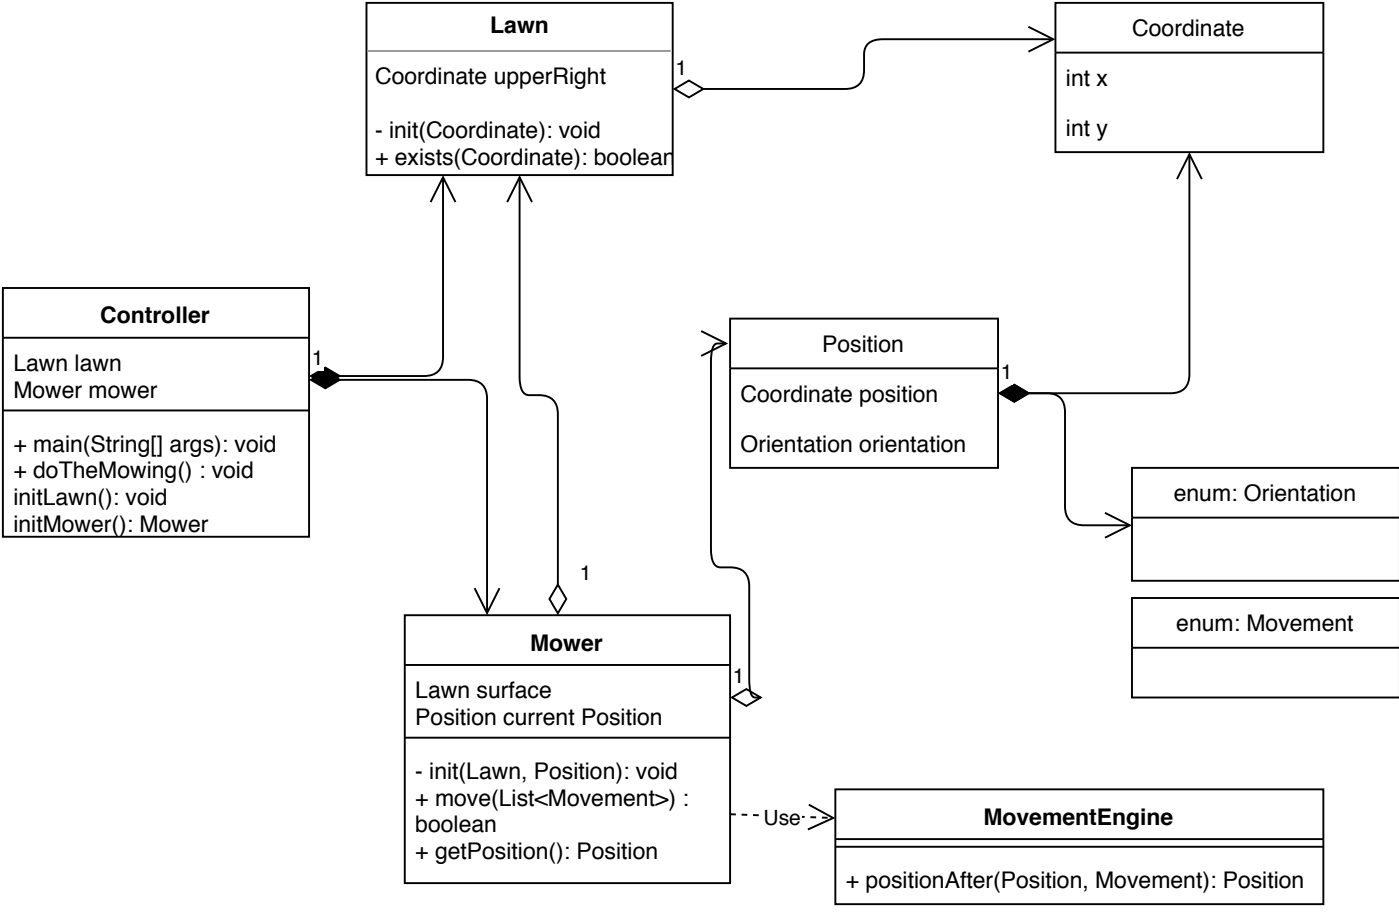 Lawn
Coordinate upperRight
- init(Coordinate): void
+ exists(Coordinate): boolean
1
Coordinate
int x
int y
Controller
Lawn lawn
Mower mower
+ main(String[] args): void
+ doTheMowing() : void
initLawn(): void
initMower(): Mower
1
Position
Coordinate position
Orientation orientation
1
enum: Orientation
enum: Movement
1
Mower
Lawn surface
Position current Position
- init(Lawn, Position): void
+ move(List<Movement>) :
boolean
+ getPosition(): Position
1
Use
MovementEngine
+ positionAfter(Position, Movement): Position